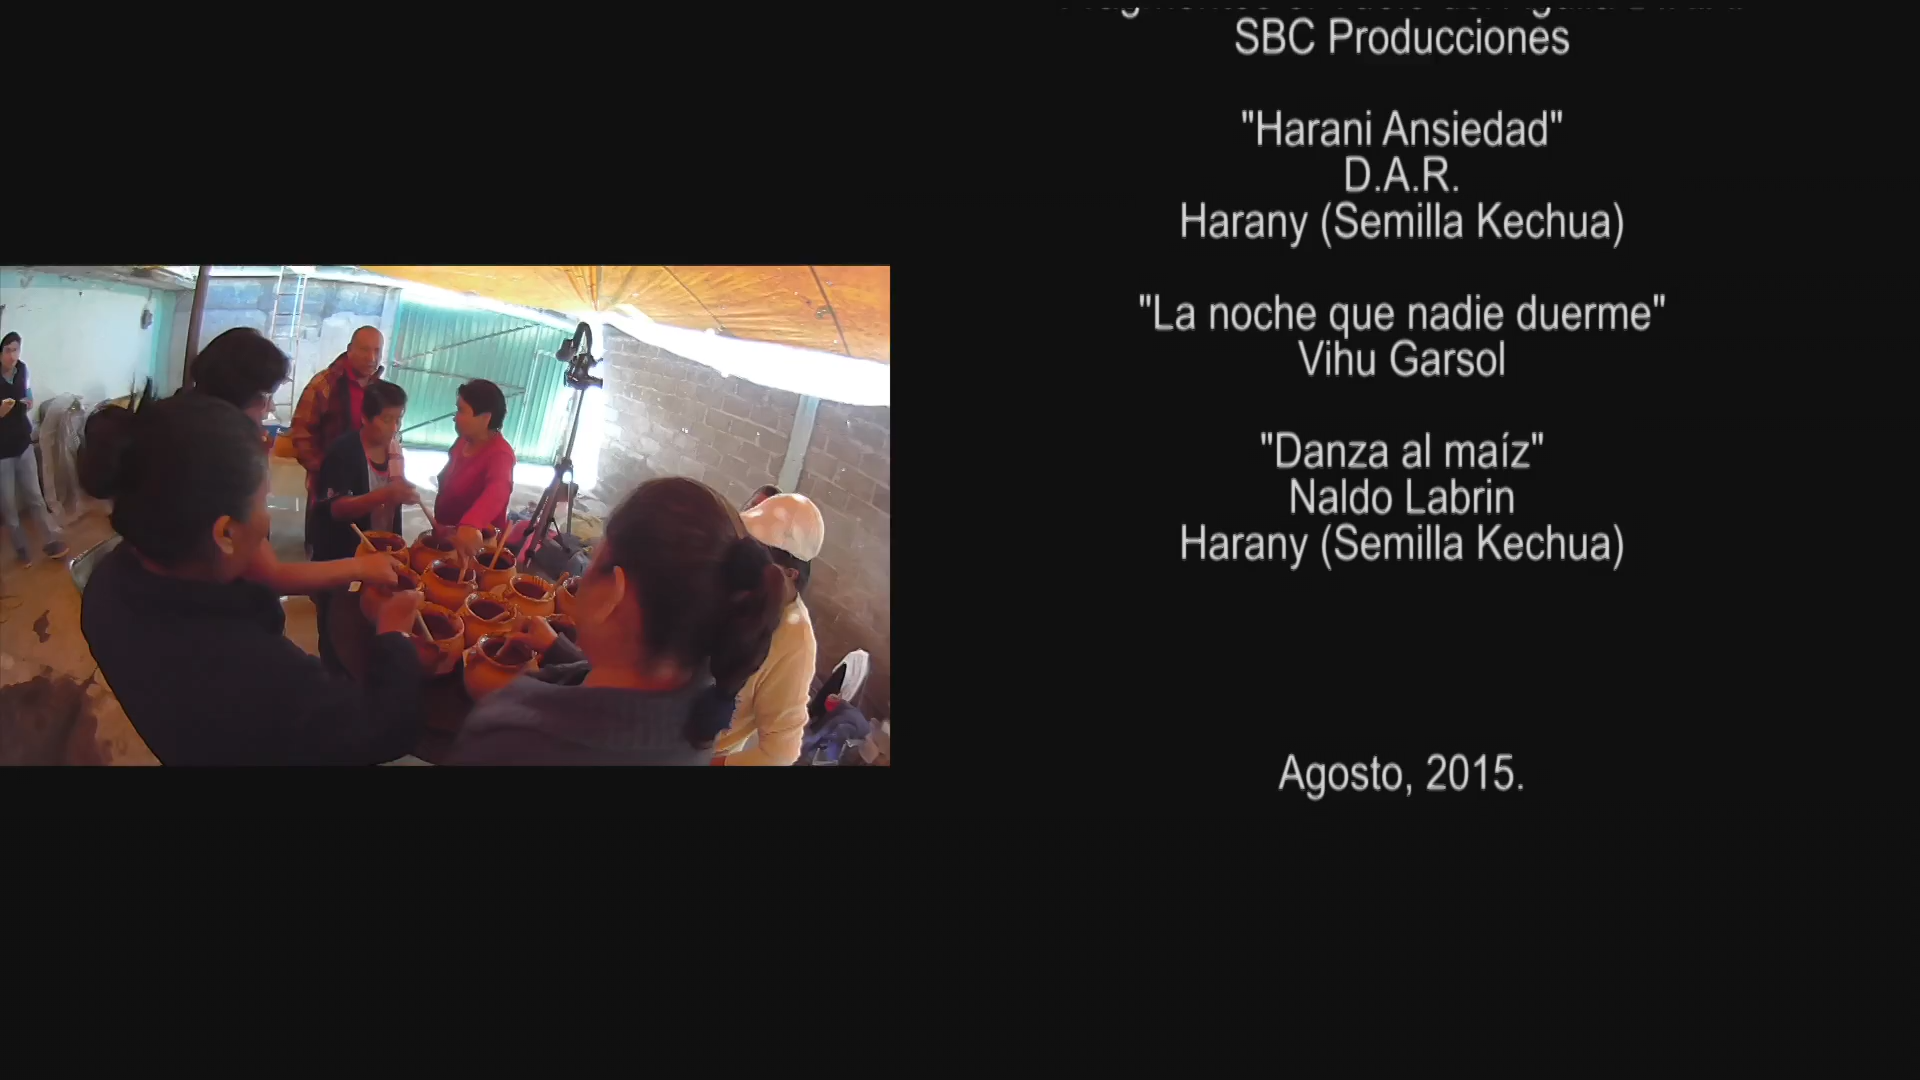 SBC Producciones
"Harani Ansiedad"
D.A.R.
Harany (Semilla Kechua)
"La noche que nadie duerme"
Vihu Garsol
"Danza al maíz"
Naldo Labrin
Harany (Semilla Kechua)
Agosto, 2015.